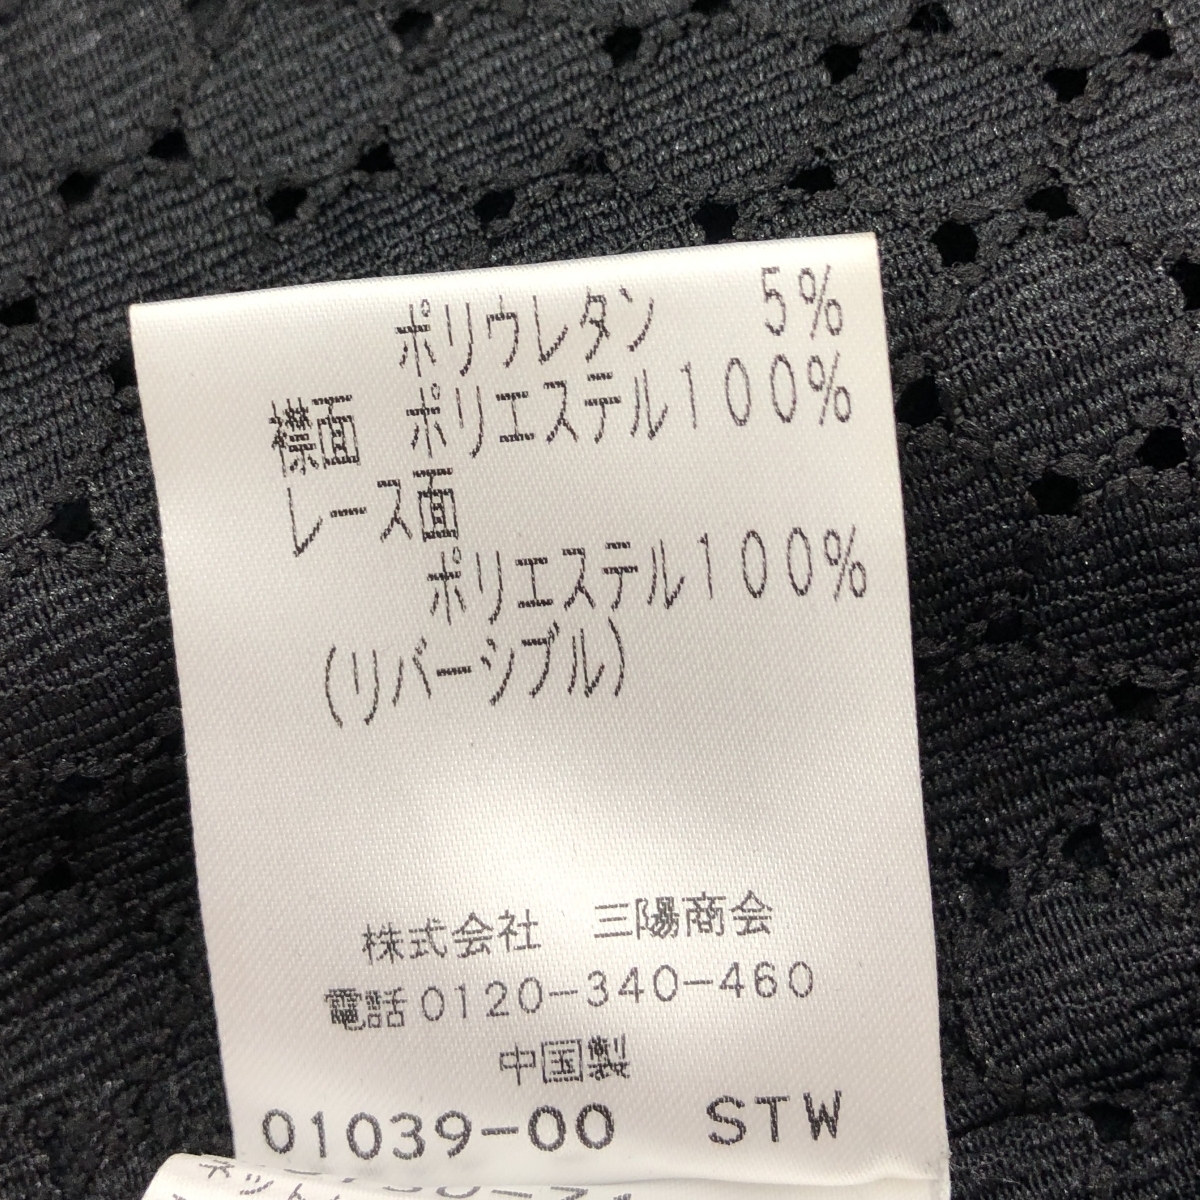 ポリウレタン 5%
襟面 ポリエステル100%
レース面
ポリエステル100%
(リバーシブル)
株式会社 三陽商会
電話0120-340-460
中国製
01039-00 STW